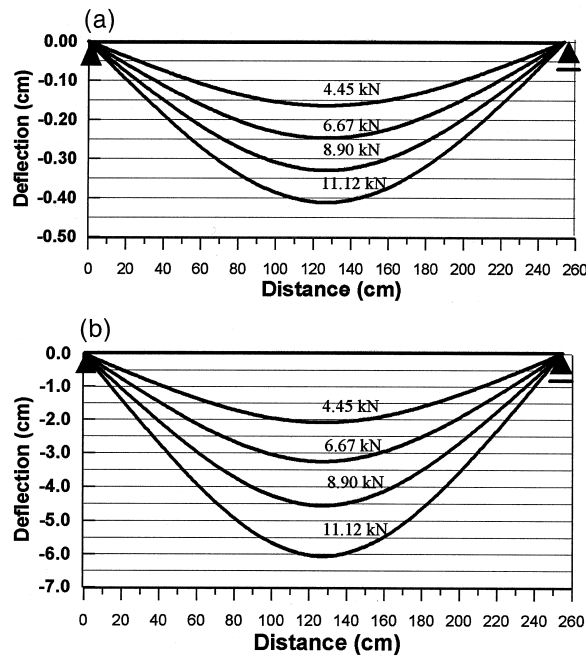 (a)
0.00
-0.10
-0.20
-0.30
-0.40
-0.50
Deflection (cm)
4.45 kN
6.67 kN
8.90 kN
11.12 kN
0 20 40 60 80 100 120 140 160 180 200 220 240 260
Distance (cm)
(b)
0.0
-1.0
-2.0
-3.0
-4.0
-5.0
-6.0
-7.0
Deflection (cm)
4.45 kN
6.67 kN
8.90 kN
11.12 kN
0 20 40 60 80 100 120 140 160 180 200 220 240 260
Distance (cm)